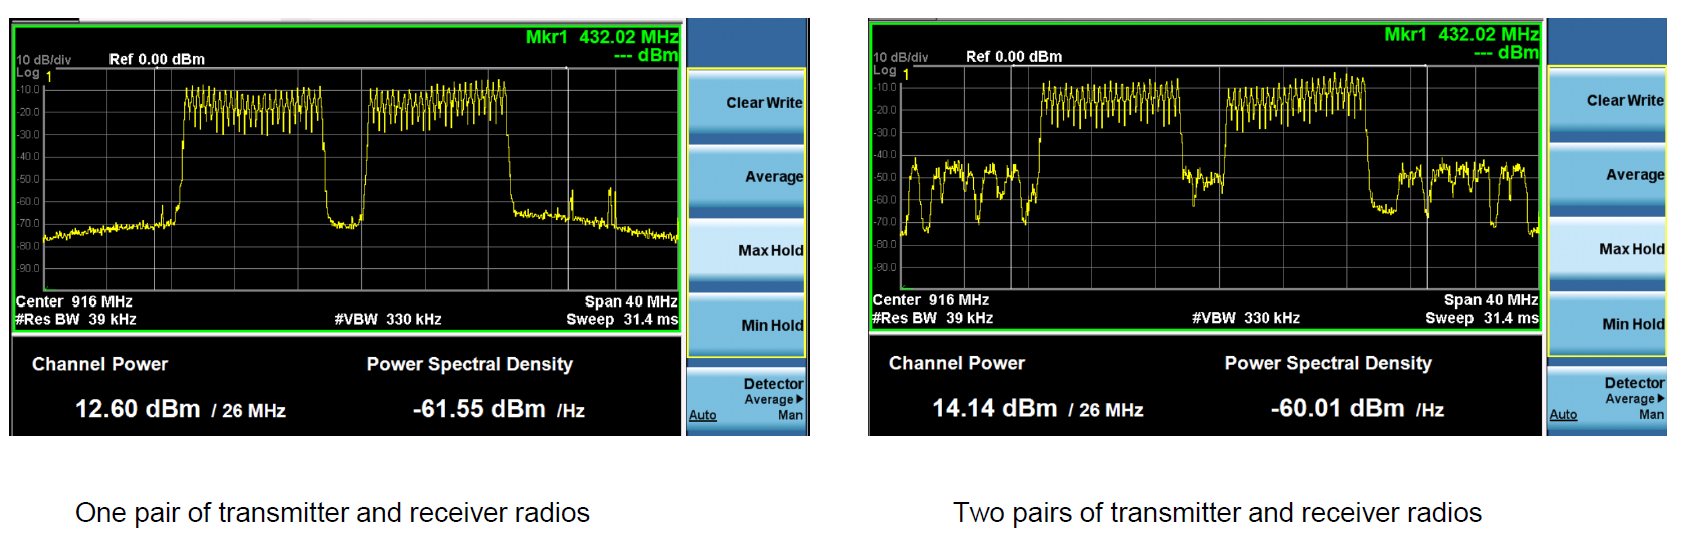 Mkr1 432.02 MHz
--- dBm
10 dB/div
Ref 0.00 dBm
Log
1
-10.0
-20.0
-30.0
-40.0
-50.0
-60.0
-70.0
-80.0
-90.0
Center 916 MHz
Span 40 MHz
#Res BW 39 kHz
#VBW 330 kHz
Sweep 31.4 ms
Channel Power
Power Spectral Density
12.60 dBm / 26 MHz
-61.55 dBm /Hz
Clear Write
Average
Max Hold
Min Hold
Detector
Average▶
Auto
Man
One pair of transmitter and receiver radios
Mkr1 432.02 MHz
--- dBm
10 dB/div
Ref 0.00 dBm
Log
1
-10.0
-20.0
-30.0
-40.0
-50.0
-60.0
-70.0
-80.0
-90.0
Center 916 MHz
Span 40 MHz
#Res BW 39 kHz
#VBW 330 kHz
Sweep 31.4 ms
Channel Power
Power Spectral Density
14.14 dBm / 26 MHz
-60.01 dBm /Hz
Clear Write
Average
Max Hold
Min Hold
Detector
Average▶
Auto
Man
Two pairs of transmitter and receiver radios